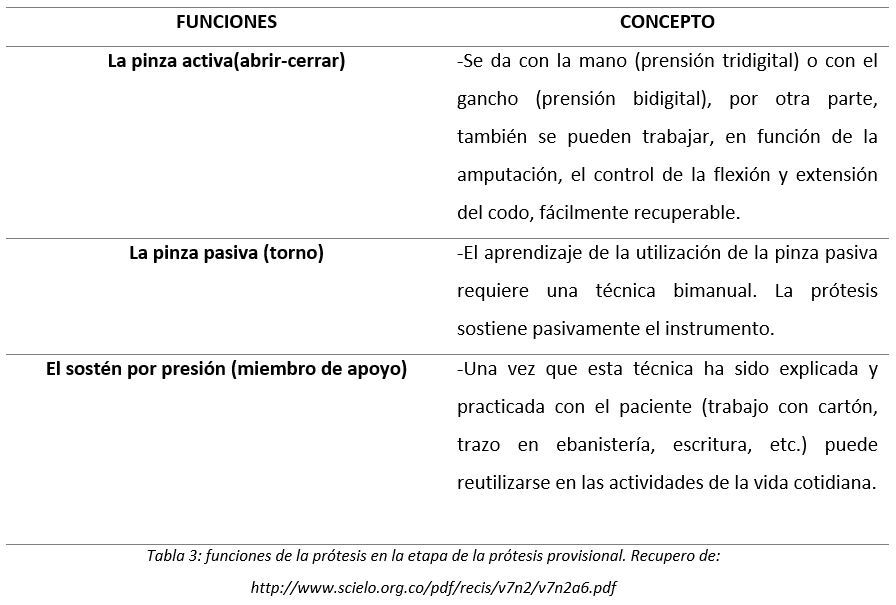 FUNCIONES CONCEPTO
La pinza activa(abrir-cerrar)
-Se da con la mano (prensión tridigital) o con el
gancho (prensión bidigital), por otra parte,
también se pueden trabajar, en función de la
amputación, el control de la flexión y extensión
del codo, fácilmente recuperable.
La pinza pasiva (torno)
-El aprendizaje de la utilización de la pinza pasiva
requiere una técnica bimanual. La prótesis
sostiene pasivamente el instrumento.
El sostén por presión (miembro de apoyo)
-Una vez que esta técnica ha sido explicada y
practicada con el paciente (trabajo con cartón,
trazo en ebanistería, escritura, etc.) puede
reutilizarse en las actividades de la vida cotidiana.
Tabla 3: funciones de la prótesis en la etapa de la prótesis provisional. Recupero de:
http://www.scielo.org.co/pdf/recis/v7n2/v7n2a6.pdf